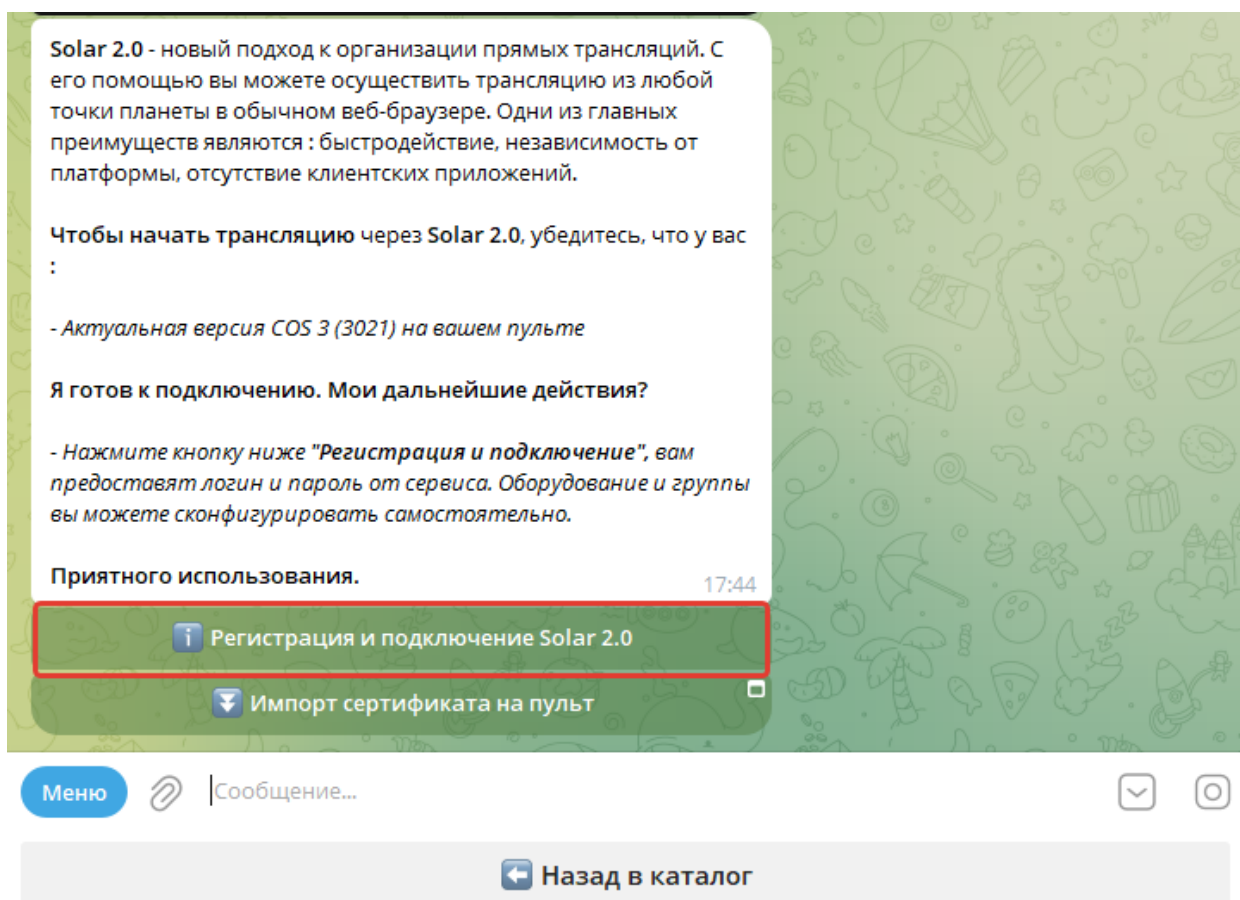 Solar 2.0 - новый подход к организации прямых трансляций. С
его помощью вы можете осуществить трансляцию из любой
точки планеты в обычном веб-браузере. Одни из главных
преимуществ являются : быстродействие, независимость от
платформы, отсутствие клиентских приложений.
Чтобы начать трансляцию через Solar 2.0, убедитесь, что у вас
:
- Актуальная версия COS 3 (3021) на вашем пульте
Я готов к подключению. Мои дальнейшие действия?
- Нажмите кнопку ниже "Регистрация и подключение", вам
предоставят логин и пароль от сервиса. Оборудование и группы
вы можете сконфигурировать самостоятельно.
Приятного использования.
17:44
Регистрация и подключение Solar 2.0
Импорт сертификата на пульт
Меню
Сообщение...
Назад в каталог